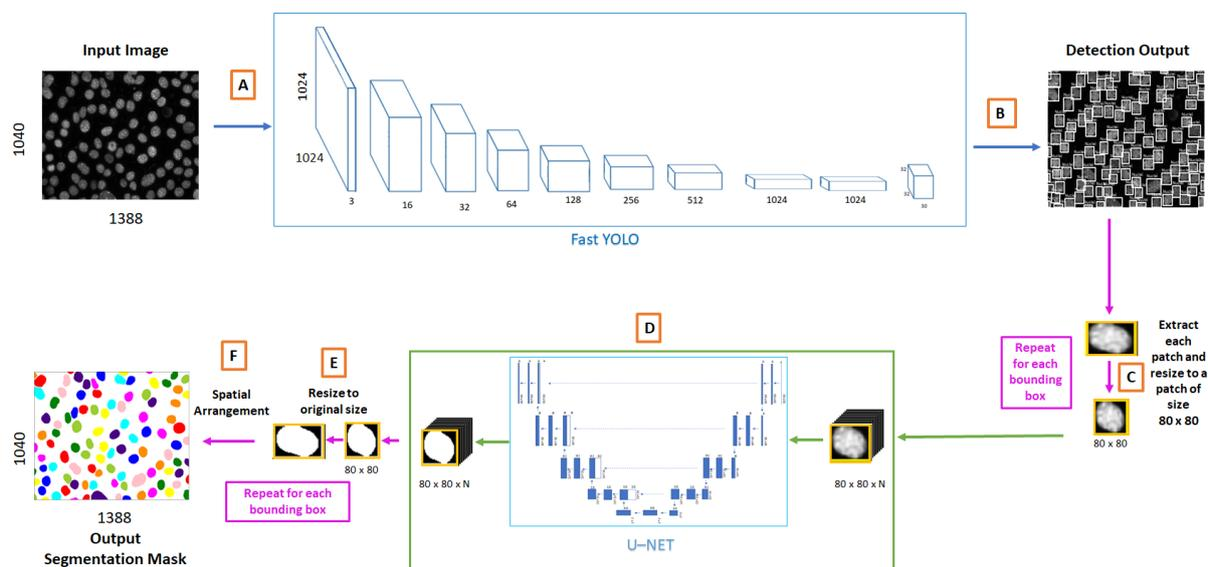 Input Image
1040
1388
A
1024
1024
3
16
32
64
128
256
512
1024
1024
32
32
30
Fast YOLO
B
Detection Output
Repeat
for each
bounding
box
C
Extract
each
patch and
resize to a
patch of
size
80 x 80
80 x 80
D
80 x 80 x N
U–NET
80 x 80 x N
E
Resize to
original size
80 x 80
Repeat for each
bounding box
F
Spatial
Arrangement
1040
1388
Output
Segmentation Mask